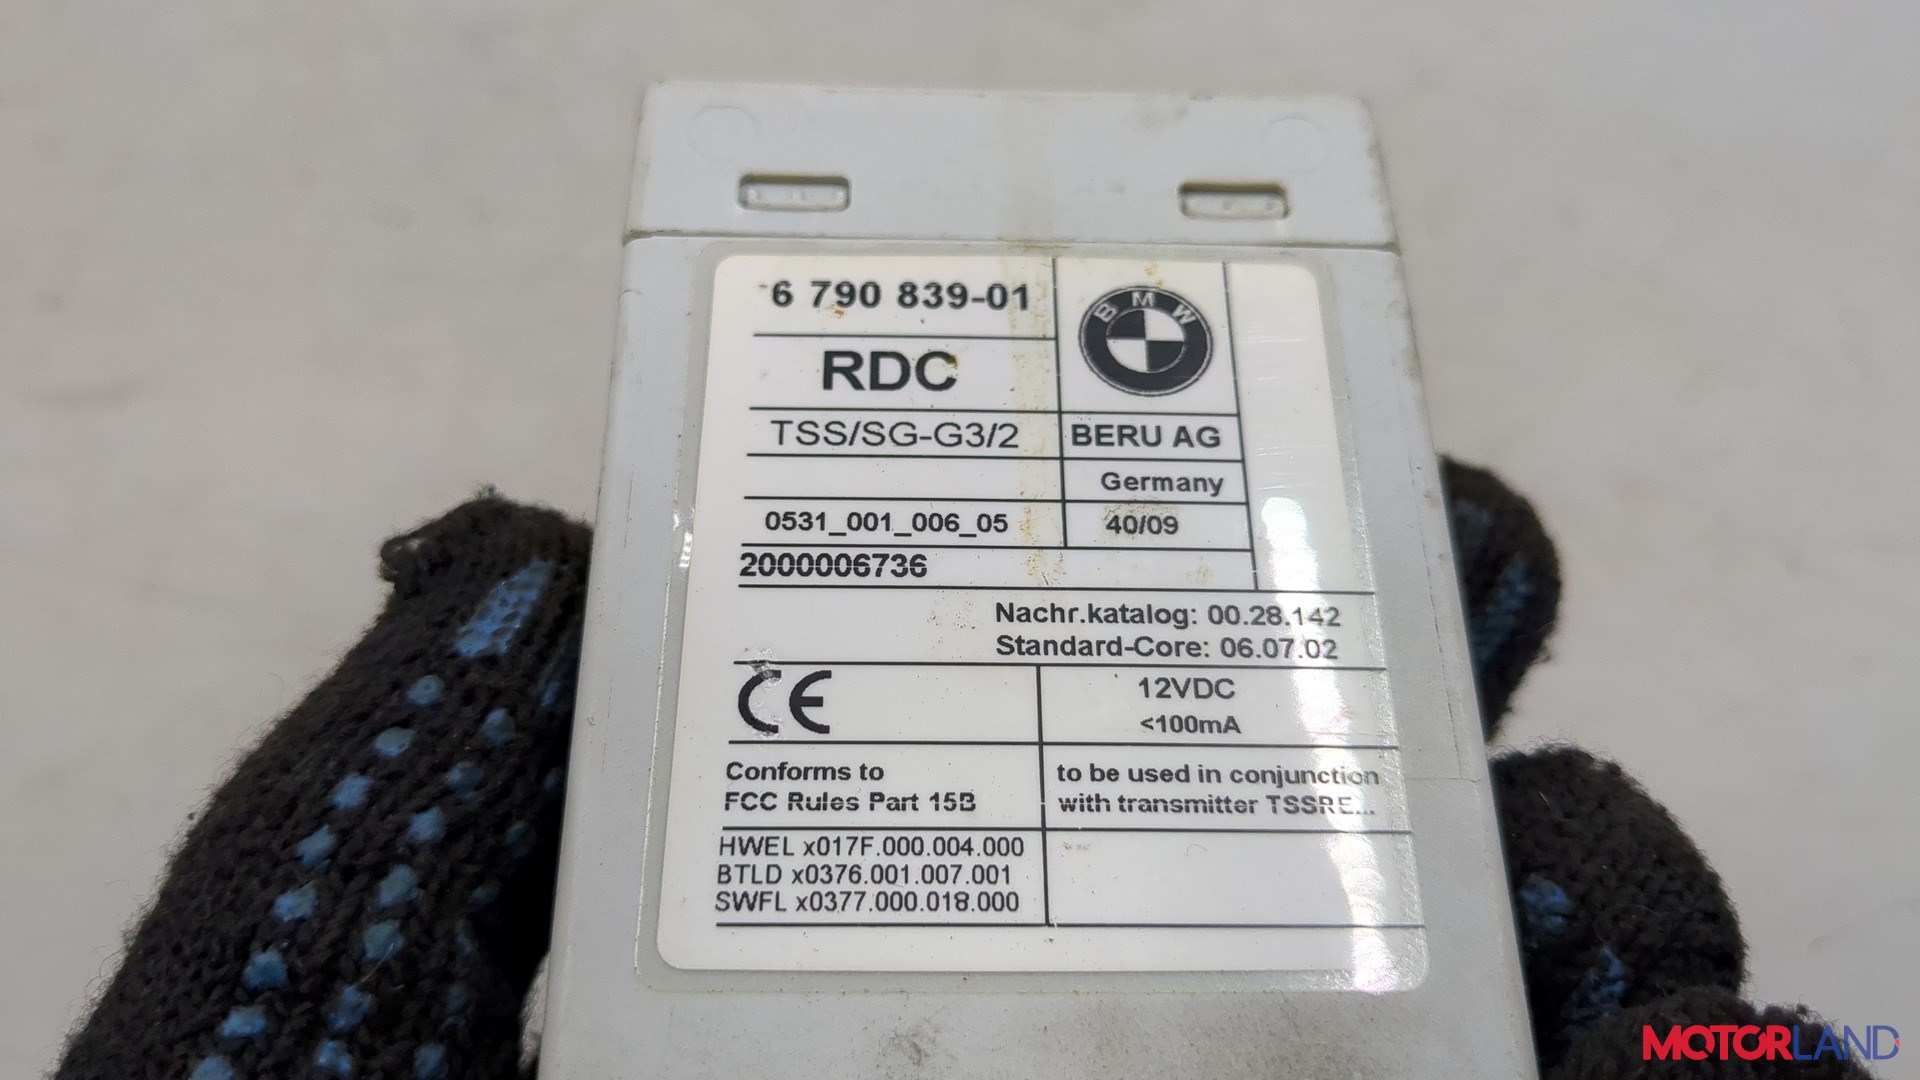 6 790 839-01
BMW
RDC
TSS/SG-G3/2
BERU AG
Germany
0531_001_006_05
40/09
2000006736
Nachr.katalog: 00.28.142
Standard-Core: 06.07.02
CE
12VDC
<100mA
Conforms to
FCC Rules Part 15B
to be used in conjunction
with transmitter TSSRE...
HWEL x017F.000.004.000
BTLD x0376.001.007.001
SWFL x0377.000.018.000
MOTORLAND